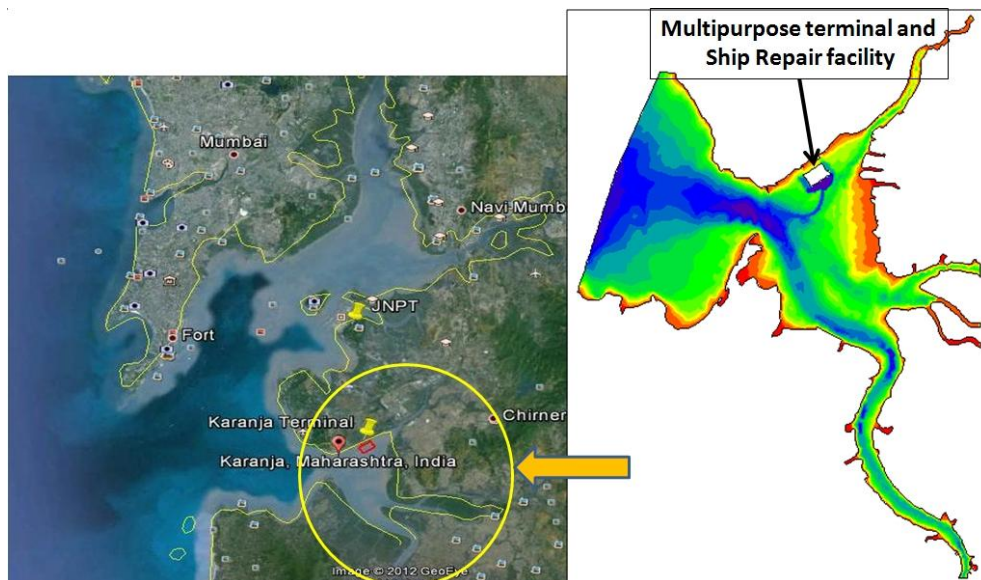 Multipurpose terminal and
Ship Repair facility
Mumbai
Navi Mumb
JNPT
Fort
Karanja Terminal
Chirner
Karanja, Maharashtra, India
Image © 2012 GeoEye